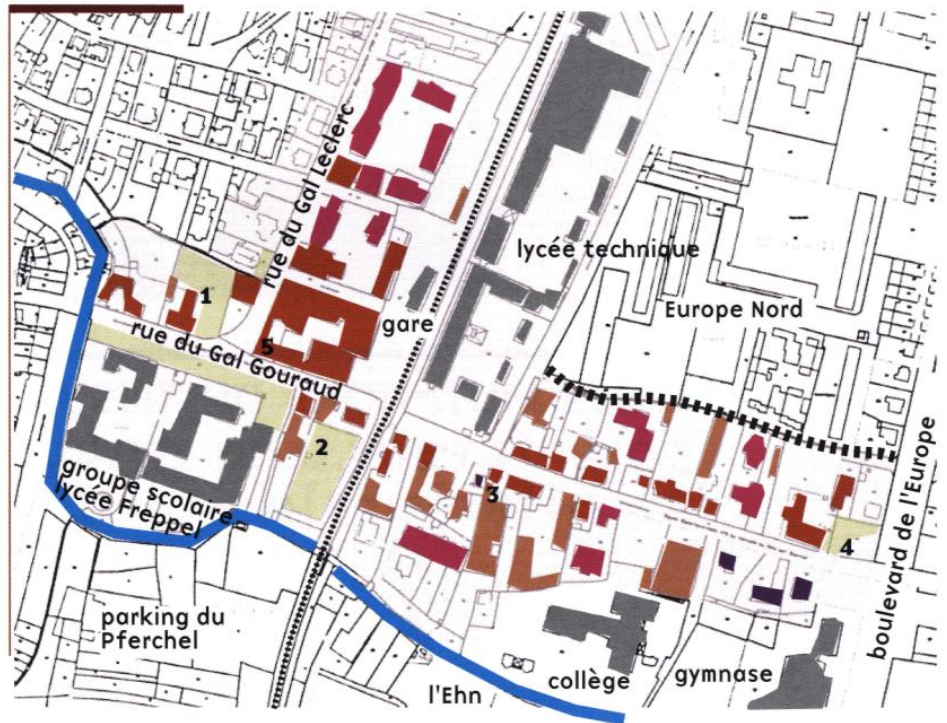 rue du Gal Leclerc
lycée technique
Europe Nord
1
gare
rue du Gal Gouraud
5
2
3
4
groupe scolaire
lycée Freppel
boulevard de l'Europe
parking du
Pferchel
l'Ehn
collège
gymnase